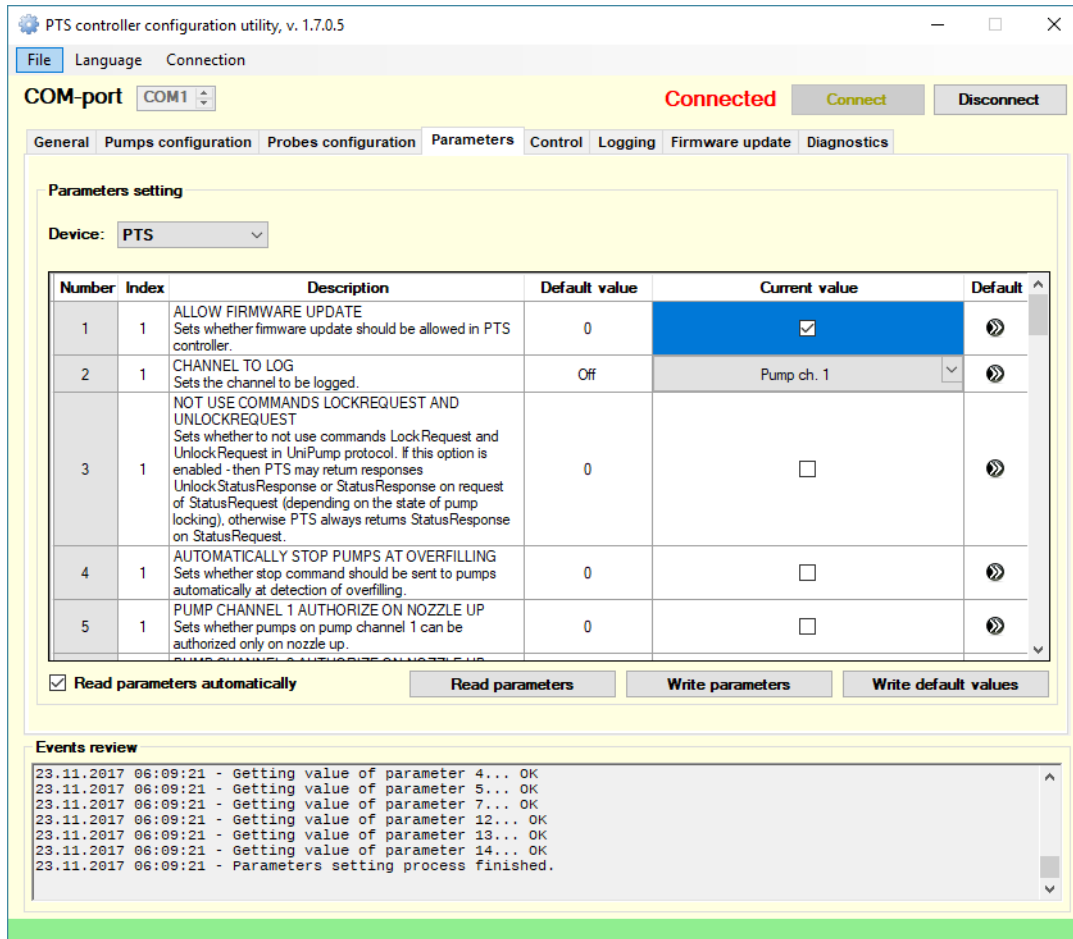 PTS controller configuration utility, v. 1.7.0.5
File Language Connection
COM-port COM1 Connected Connect Disconnect
General Pumps configuration Probes configuration Parameters Control Logging Firmware update Diagnostics
Parameters setting
Device: PTS
Number Index Description Default value Current value Default
1 1 ALLOW FIRMWARE UPDATE
Sets whether firmware update should be allowed in PTS
controller.
0
2 1 CHANNEL TO LOG
Sets the channel to be logged.
Off Pump ch. 1
3 1 NOT USE COMMANDS LOCKREQUEST AND
UNLOCKREQUEST
Sets whether to not use commands LockRequest and
UnlockRequest in UniPump protocol. If this option is
enabled - then PTS may return responses
UnlockStatusResponse or StatusResponse on request
of StatusRequest (depending on the state of pump
locking), otherwise PTS always returns StatusResponse
on StatusRequest.
0
4 1 AUTOMATICALLY STOP PUMPS AT OVERFILLING
Sets whether stop command should be sent to pumps
automatically at detection of overfilling.
0
5 1 PUMP CHANNEL 1 AUTHORIZE ON NOZZLE UP
Sets whether pumps on pump channel 1 can be
authorized only on nozzle up.
0
Read parameters automatically Read parameters Write parameters Write default values
Events review
23.11.2017 06:09:21 - Getting value of parameter 4... OK
23.11.2017 06:09:21 - Getting value of parameter 5... OK
23.11.2017 06:09:21 - Getting value of parameter 7... OK
23.11.2017 06:09:21 - Getting value of parameter 12... OK
23.11.2017 06:09:21 - Getting value of parameter 13... OK
23.11.2017 06:09:21 - Getting value of parameter 14... OK
23.11.2017 06:09:21 - Parameters setting process finished.